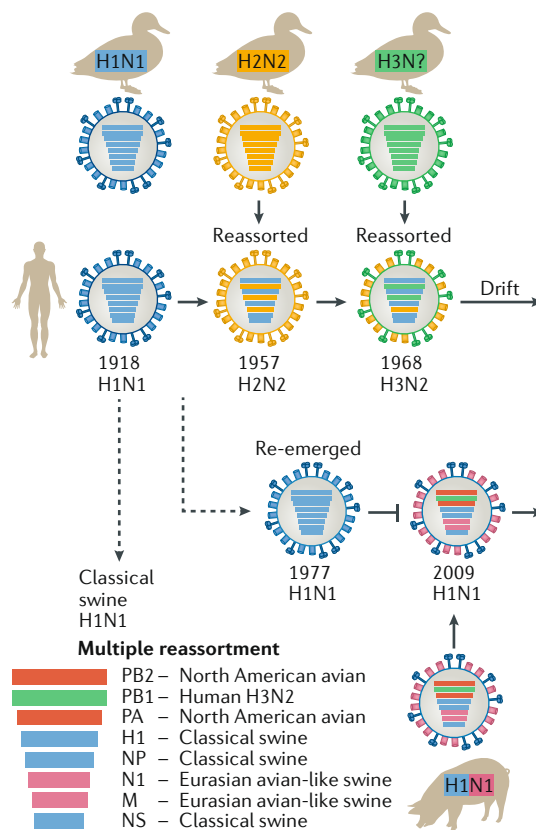 H1N1
H2N2
H3N?
Reassorted
Reassorted
Drift
1918
H1N1
1957
H2N2
1968
H3N2
Re-emerged
1977
H1N1
2009
H1N1
Classical
swine
H1N1
Multiple reassortment
PB2 – North American avian
PB1 – Human H3N2
PA – North American avian
H1 – Classical swine
NP – Classical swine
N1 – Eurasian avian-like swine
M – Eurasian avian-like swine
NS – Classical swine
H1N1